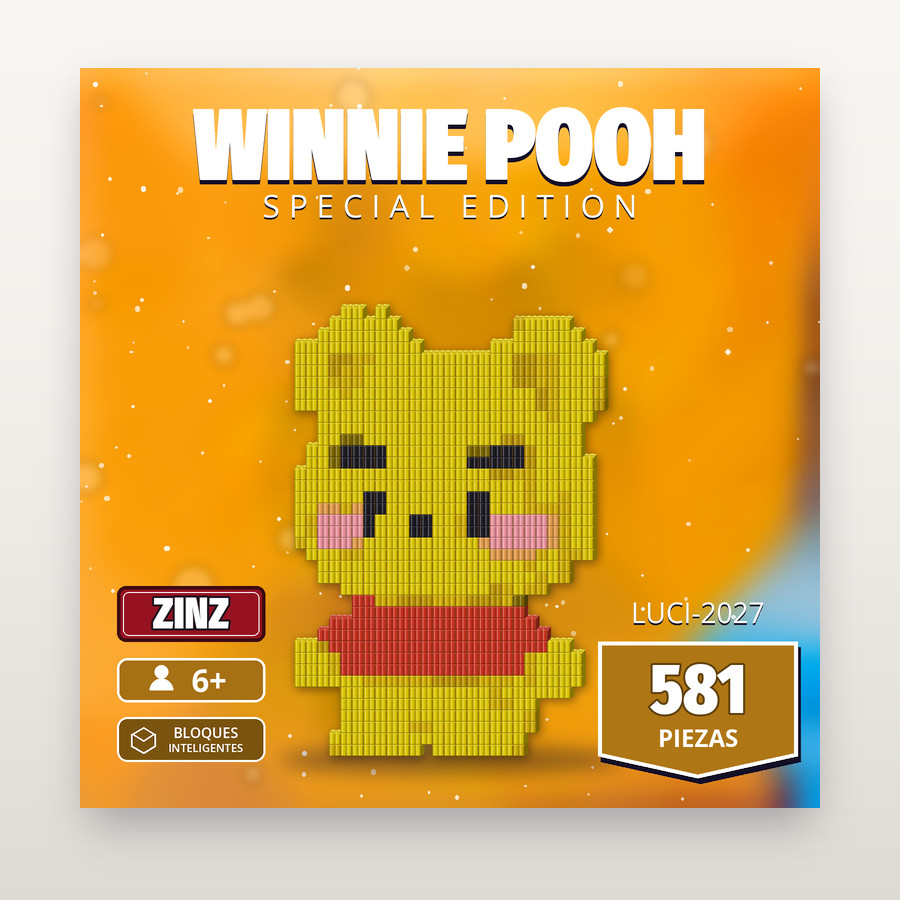 WINNIE POOH
SPECIAL EDITION
ZINZ
6+
BLOQUES
INTELIGENTES
LUCI-2027
581
PIEZAS